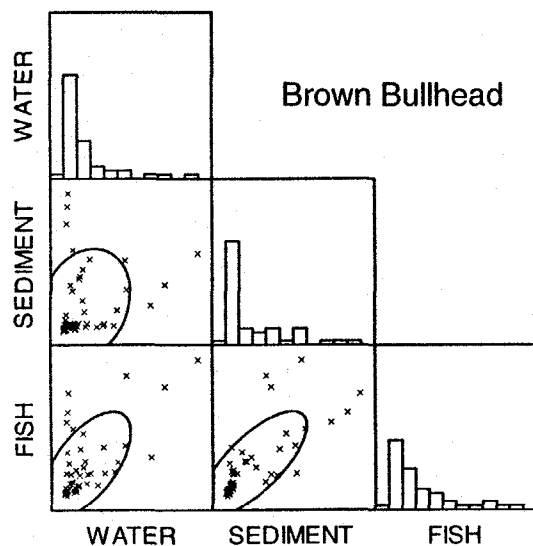 Brown Bullhead
WATER
SEDIMENT
FISH
WATER SEDIMENT FISH